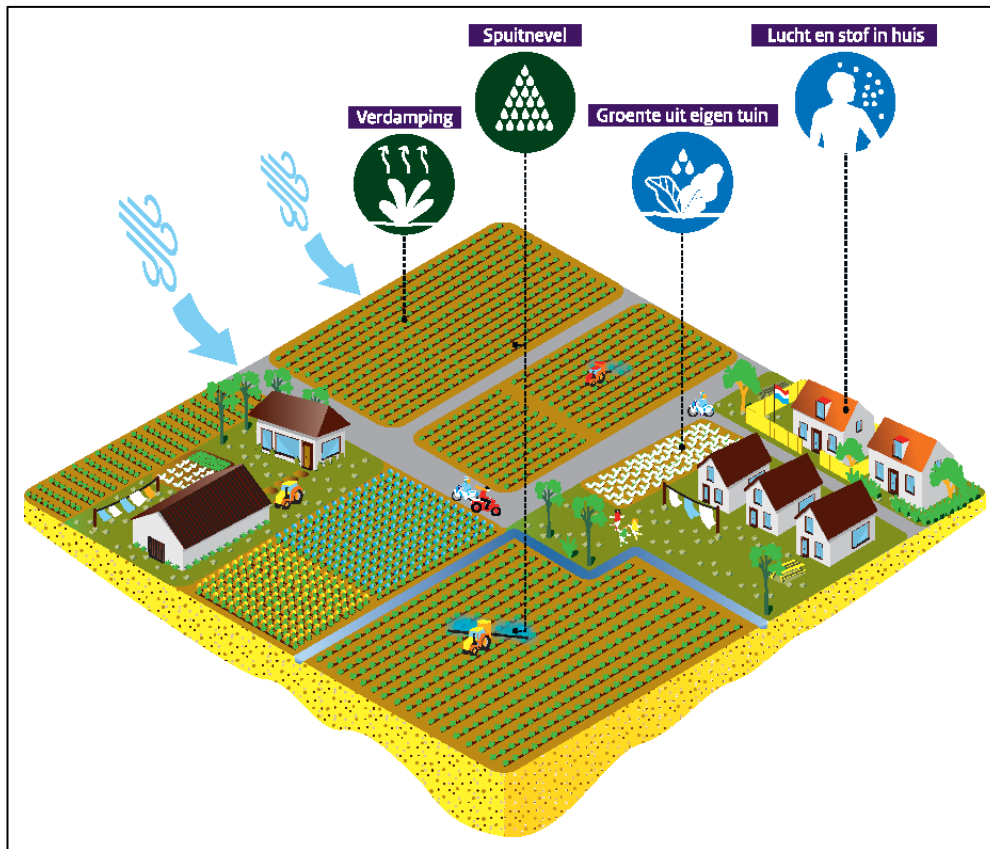 Spuitnevel
Lucht en stof in huis
Verdamping
Groente uit eigen tuin